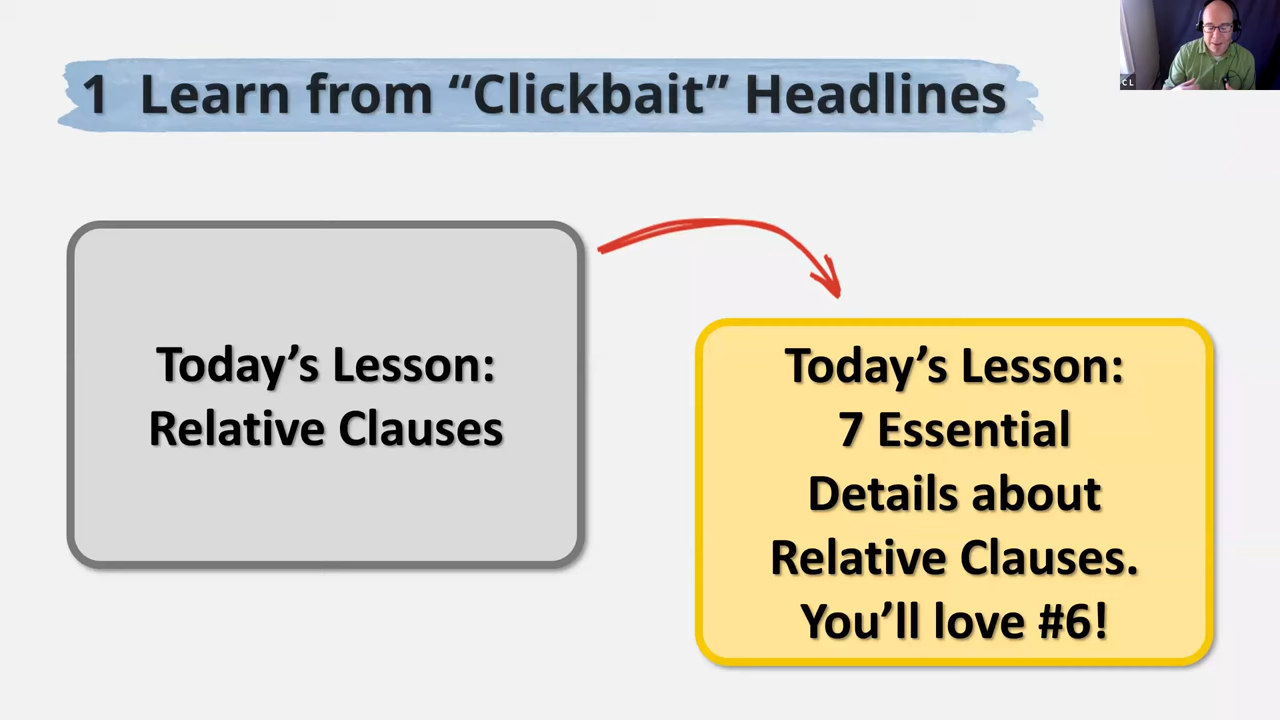 1 Learn from “Clickbait” Headlines
Today’s Lesson:
Relative Clauses
Today’s Lesson:
7 Essential
Details about
Relative Clauses.
You’ll love #6!
C L